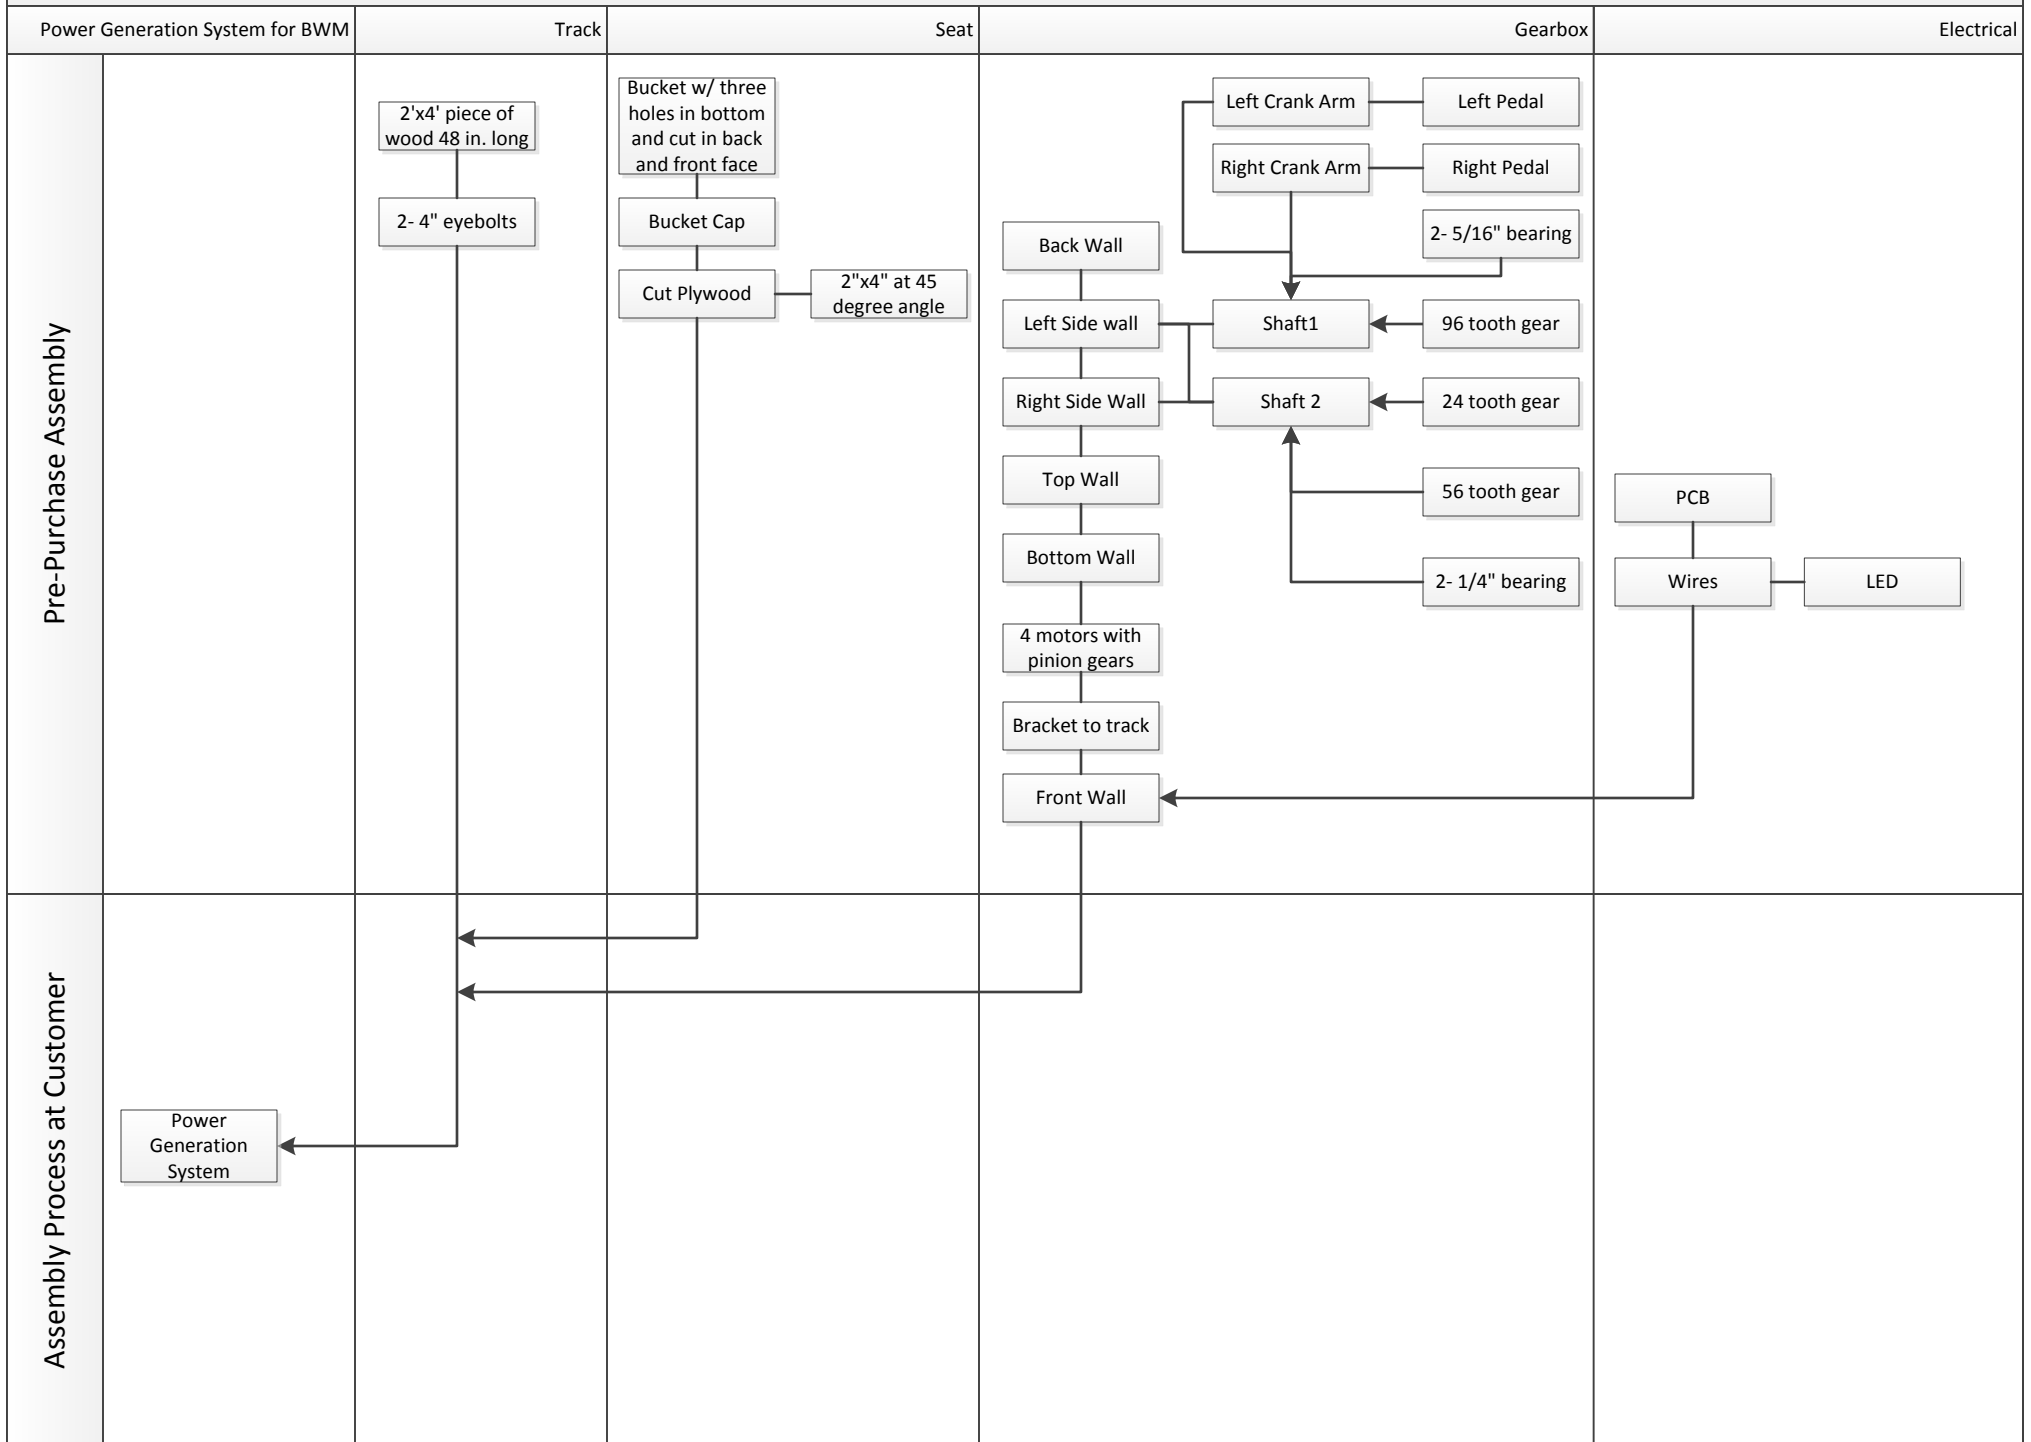 Power Generation System for BWM
Track
Seat
Gearbox
Electrical
Pre-Purchase Assembly
2'x4' piece of
wood 48 in. long
2- 4" eyebolts
Bucket w/ three
holes in bottom
and cut in back
and front face
Bucket Cap
Cut Plywood
2"x4" at 45
degree angle
Left Crank Arm
Left Pedal
Right Crank Arm
Right Pedal
2- 5/16" bearing
Back Wall
Left Side wall
Shaft1
96 tooth gear
Right Side Wall
Shaft 2
24 tooth gear
Top Wall
56 tooth gear
Bottom Wall
2- 1/4" bearing
4 motors with
pinion gears
Bracket to track
Front Wall
PCB
Wires
LED
Assembly Process at Customer
Power
Generation
System